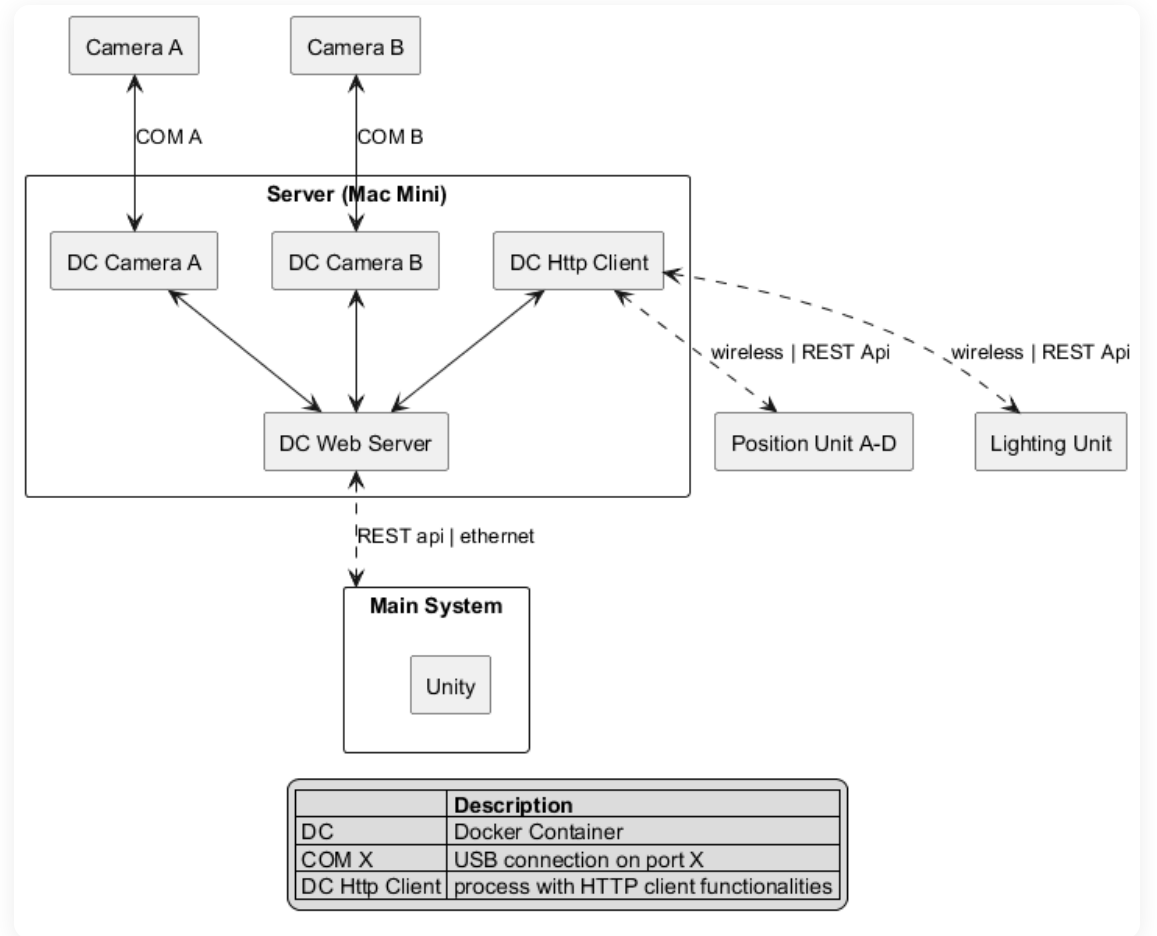 Camera A
Camera B
COM A
COM B
Server (Mac Mini)
DC Camera A
DC Camera B
DC Http Client
wireless | REST Api
wireless | REST Api
DC Web Server
Position Unit A-D
Lighting Unit
REST api | ethernet
Main System
Unity
Description
DC Docker Container
COM X USB connection on port X
DC Http Client process with HTTP client functionalities